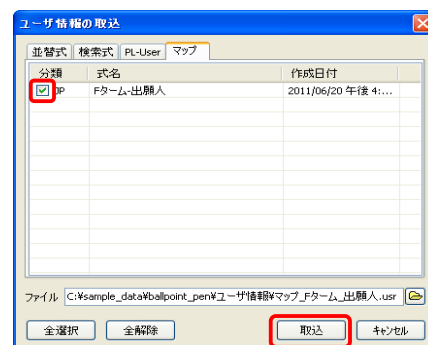 ユーザ情報の取込
並替式 検索式 PL-User マップ
分類 式名 作成日付
JP Fターム-出願人 2011/06/20 午後 4:...
ファイル C:¥sample_data¥ballpoint_pen¥ユーザ情報¥マップ_Fターム_出願人.usr
全選択 全解除 取込 キャンセル